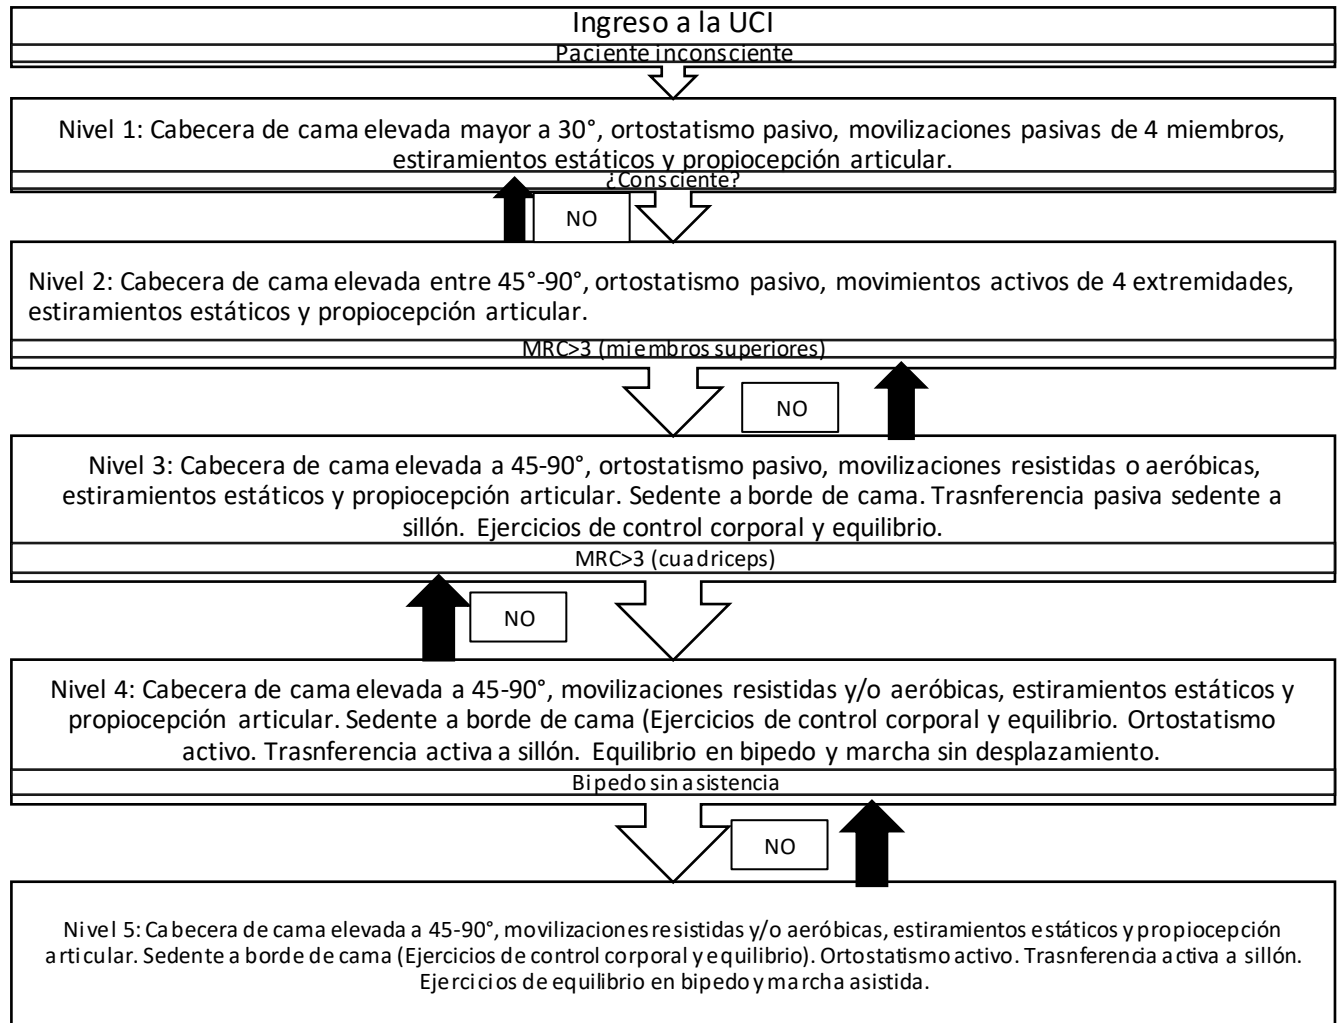 Ingreso a la UCI
Paciente inconsciente
Nivel 1: Cabecera de cama elevada mayor a 30°, ortostatismo pasivo, movilizaciones pasivas de 4 miembros,
estiramientos estáticos y propiocepción articular.
¿Consciente?
NO
Nivel 2: Cabecera de cama elevada entre 45°-90°, ortostatismo pasivo, movimientos activos de 4 extremidades,
estiramientos estáticos y propiocepción articular.
MRC>3 (miembros superiores)
NO
Nivel 3: Cabecera de cama elevada a 45-90°, ortostatismo pasivo, movilizaciones resistidas o aeróbicas,
estiramientos estáticos y propiocepción articular. Sedente a borde de cama. Trasnferencia pasiva sedente a
sillón. Ejercicios de control corporal y equilibrio.
MRC>3 (cuadriceps)
NO
Nivel 4: Cabecera de cama elevada a 45-90°, movilizaciones resistidas y/o aeróbicas, estiramientos estáticos y
propiocepción articular. Sedente a borde de cama (Ejercicios de control corporal y equilibrio. Ortostatismo
activo. Trasnferencia activa a sillón. Equilibrio en bipedo y marcha sin desplazamiento.
Bipedo sin asistencia
NO
Nivel 5: Cabecera de cama elevada a 45-90°, movilizaciones resistidas y/o aeróbicas, estiramientos estáticos y propiocepción
articular. Sedente a borde de cama (Ejercicios de control corporal y equilibrio). Ortostatismo activo. Trasnferencia activa a sillón.
Ejercicios de equilibrio en bipedo y marcha asistida.